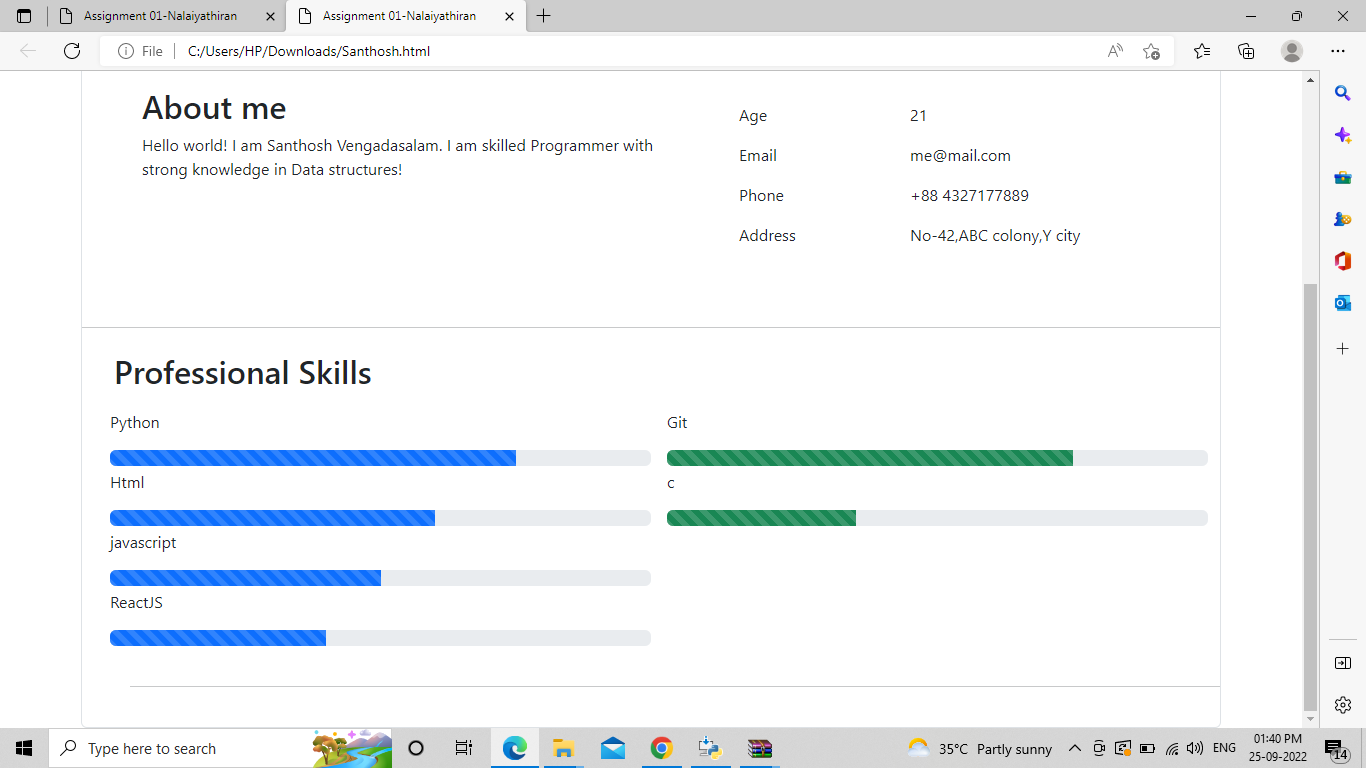 Assignment 01-Nalaiyathiran
Assignment 01-Nalaiyathiran
File
C:/Users/HP/Downloads/Santhosh.html
About me
Hello world! I am Santhosh Vengadasalam. I am skilled Programmer with
strong knowledge in Data structures!
Age 21
Email me@mail.com
Phone +88 4327177889
Address No-42,ABC colony,Y city
Professional Skills
Python
Git
Html
c
javascript
ReactJS
Type here to search
35°C Partly sunny
ENG
01:40 PM
25-09-2022
14